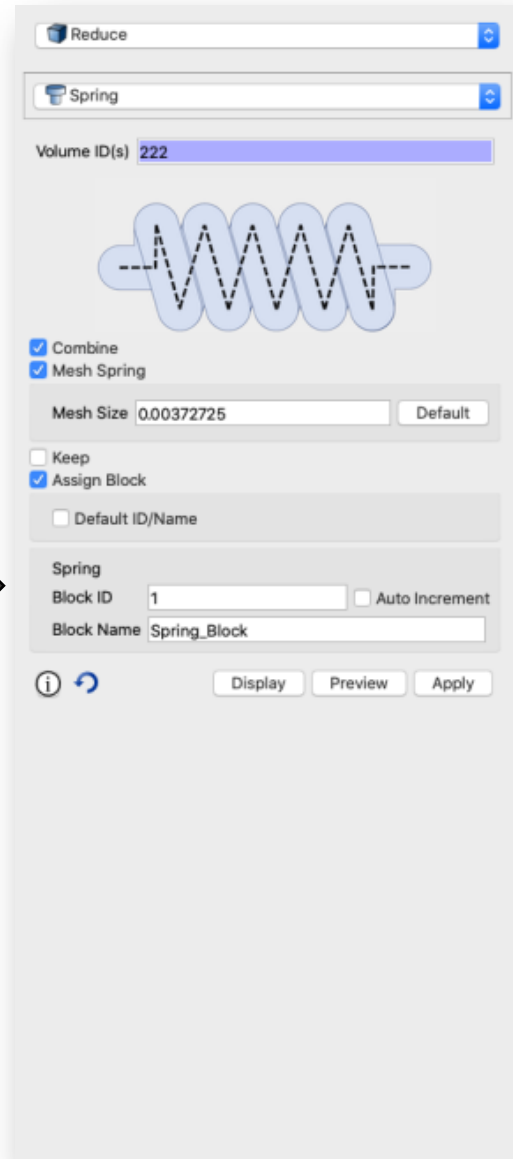 Reduce
Spring
Volume ID(s) 222
Combine
Mesh Spring
Mesh Size 0.00372725 Default
Keep
Assign Block
Default ID/Name
Spring
Block ID 1 Auto Increment
Block Name Spring_Block
Display Preview Apply